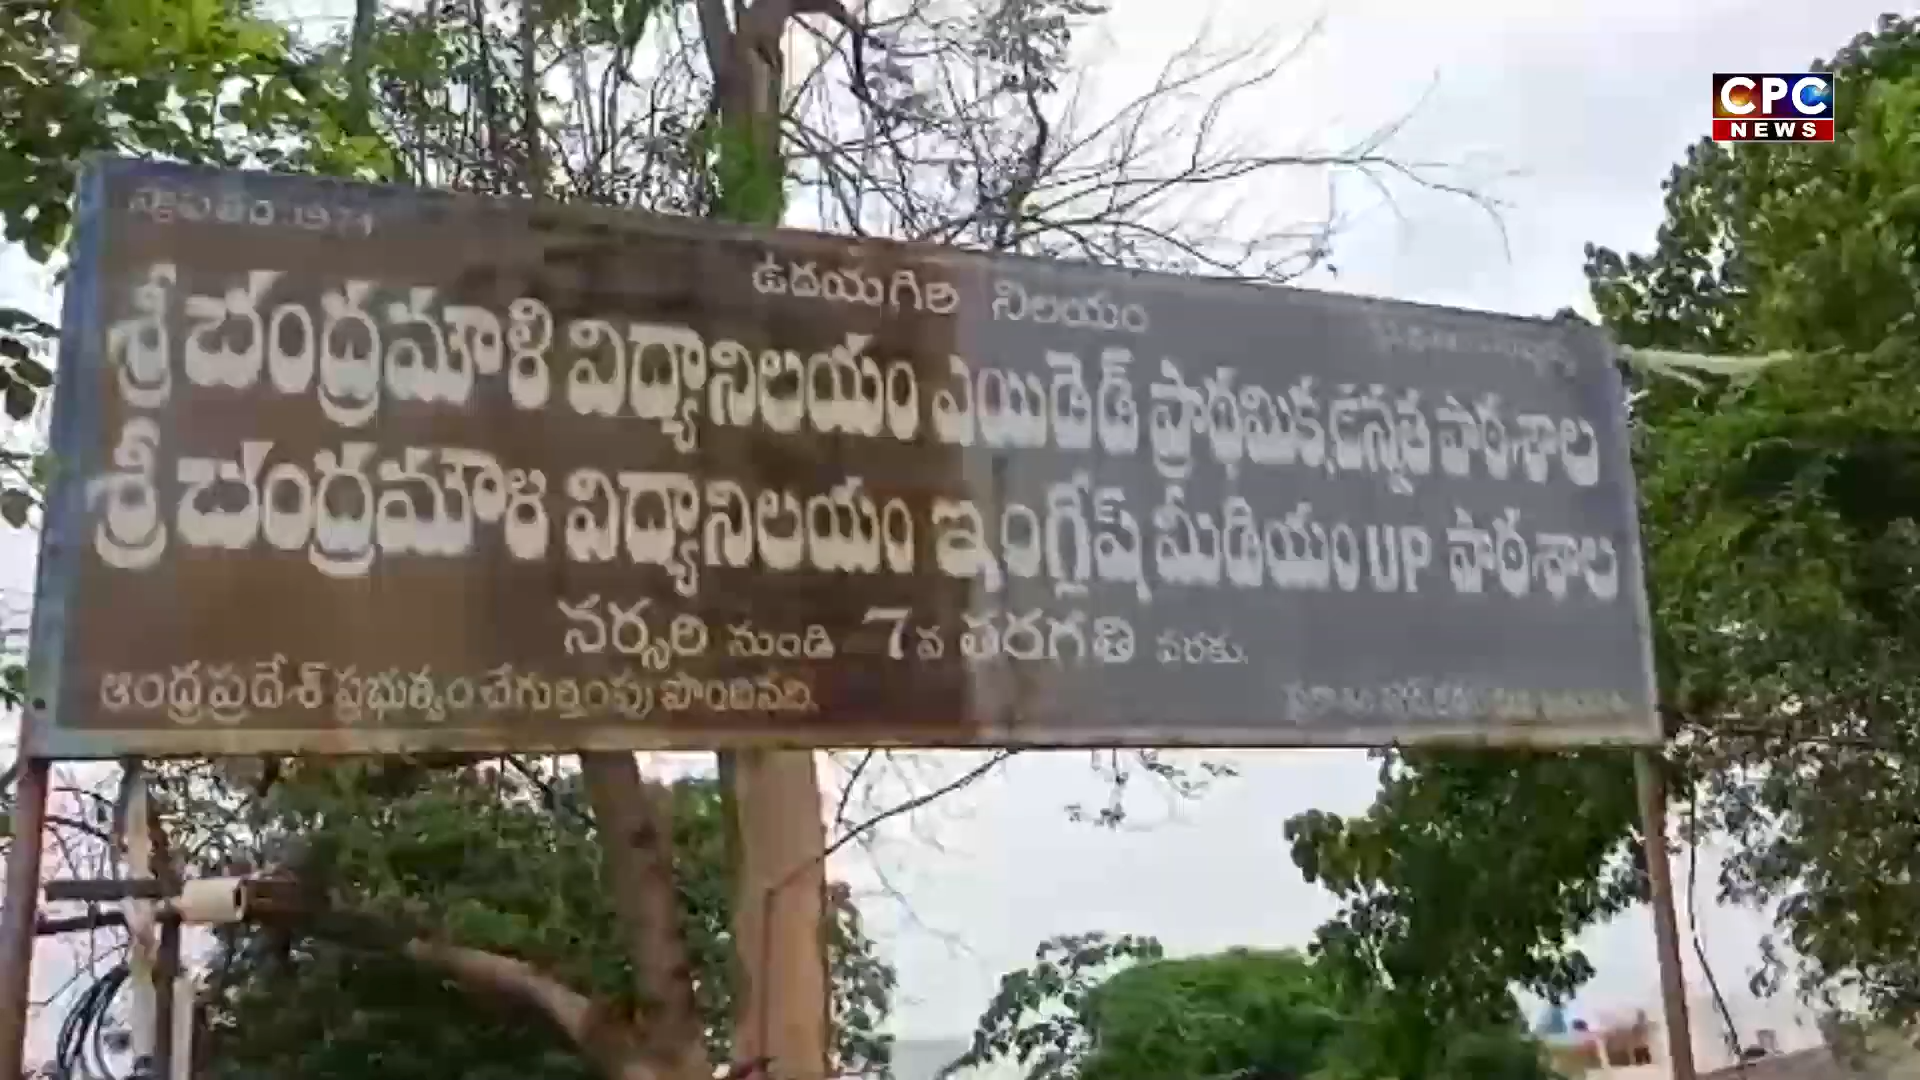 CPC
NEWS
స్థాపితం. 1974
ఉదయగిరి నిలయం
శ్రీ చంద్రమౌళి విద్యానిలయం ఎయిడెడ్ ప్రాథమికోన్నత పాఠశాల
శ్రీ చంద్రమౌళి విద్యానిలయం ఇంగ్లీష్ మీడియం UP పాఠశాల
నర్సరి నుండి 7వ తరగతి వరకు.
ఆంధ్రప్రదేశ్ ప్రభుత్వంచే గుర్తింపు పొందినది.